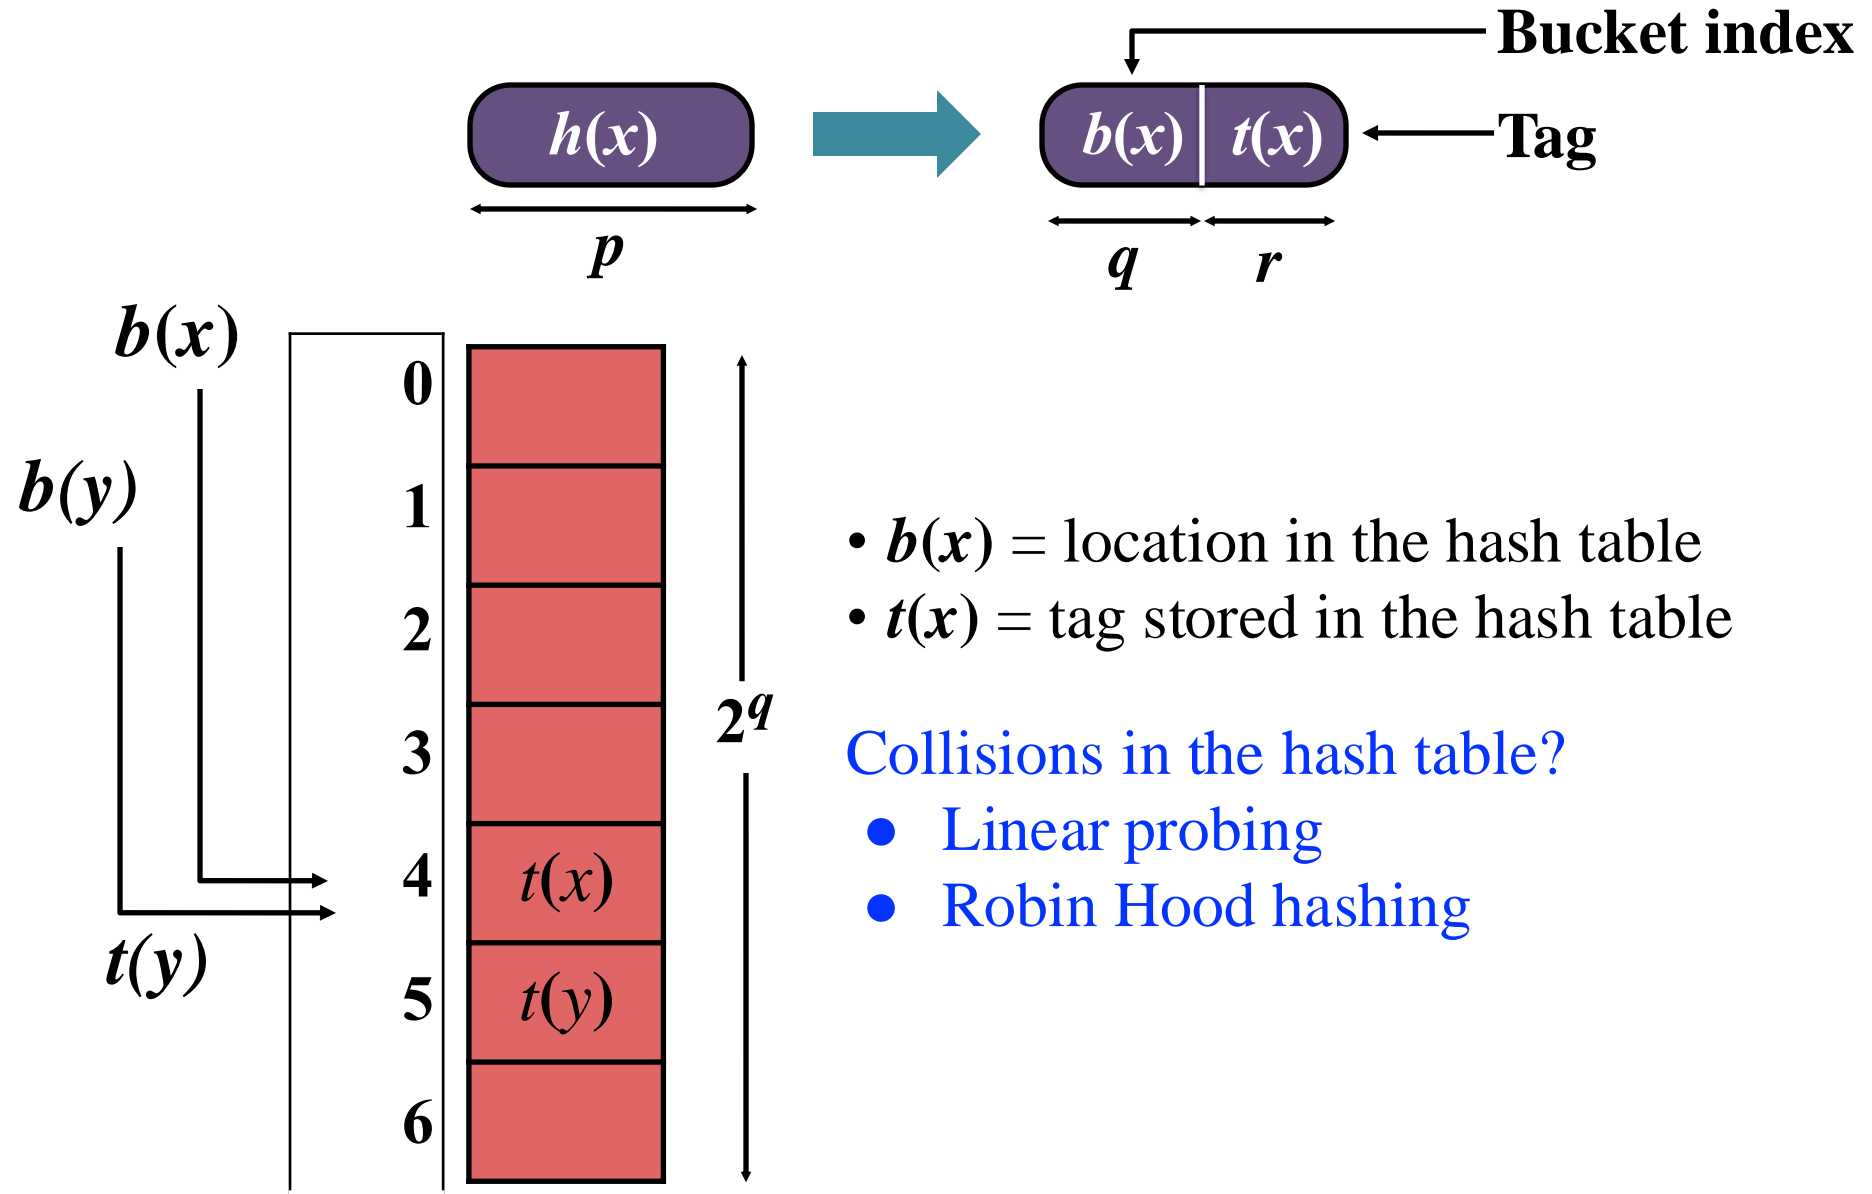 Bucket index
h(x)
b(x) t(x)
Tag
p
q r
b(x)
b(y)
0
1
2
3
4 t(x)
t(y)
5 t(y)
6
2^q
• b(x) = location in the hash table
• t(x) = tag stored in the hash table
Collisions in the hash table?
● Linear probing
● Robin Hood hashing